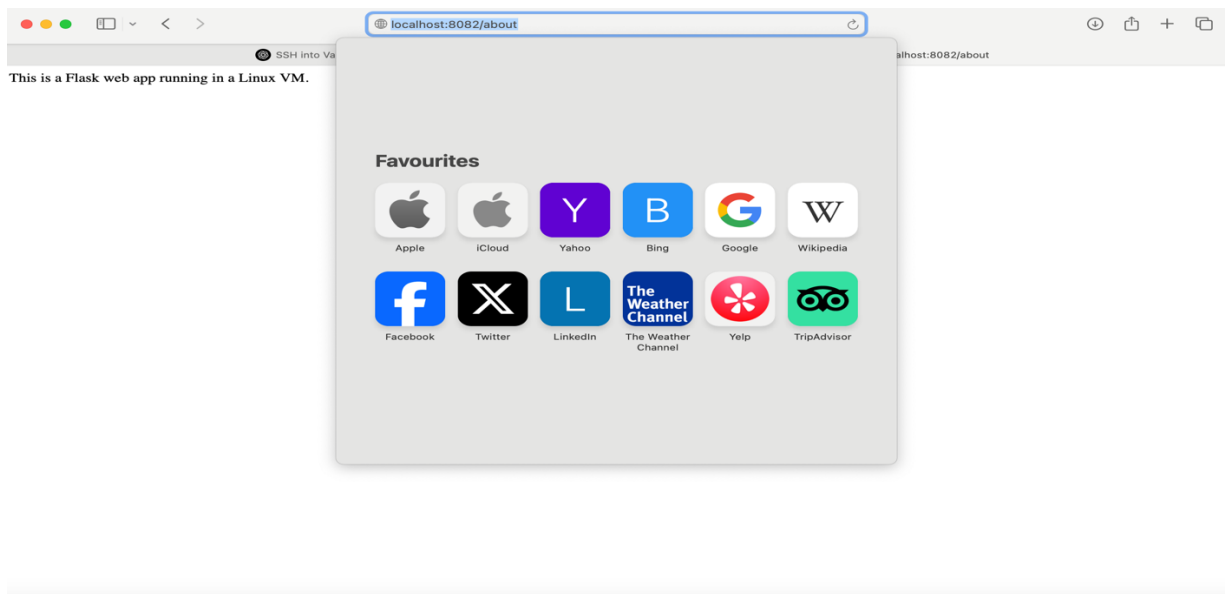 localhost:8082/about
SSH into Va
alhost:8082/about
This is a Flask web app running in a Linux VM.
Favourites
Y B G W
Apple iCloud Yahoo Bing Google Wikipedia
f X L The Weather Channel
Facebook Twitter LinkedIn The Weather Channel Yelp TripAdvisor